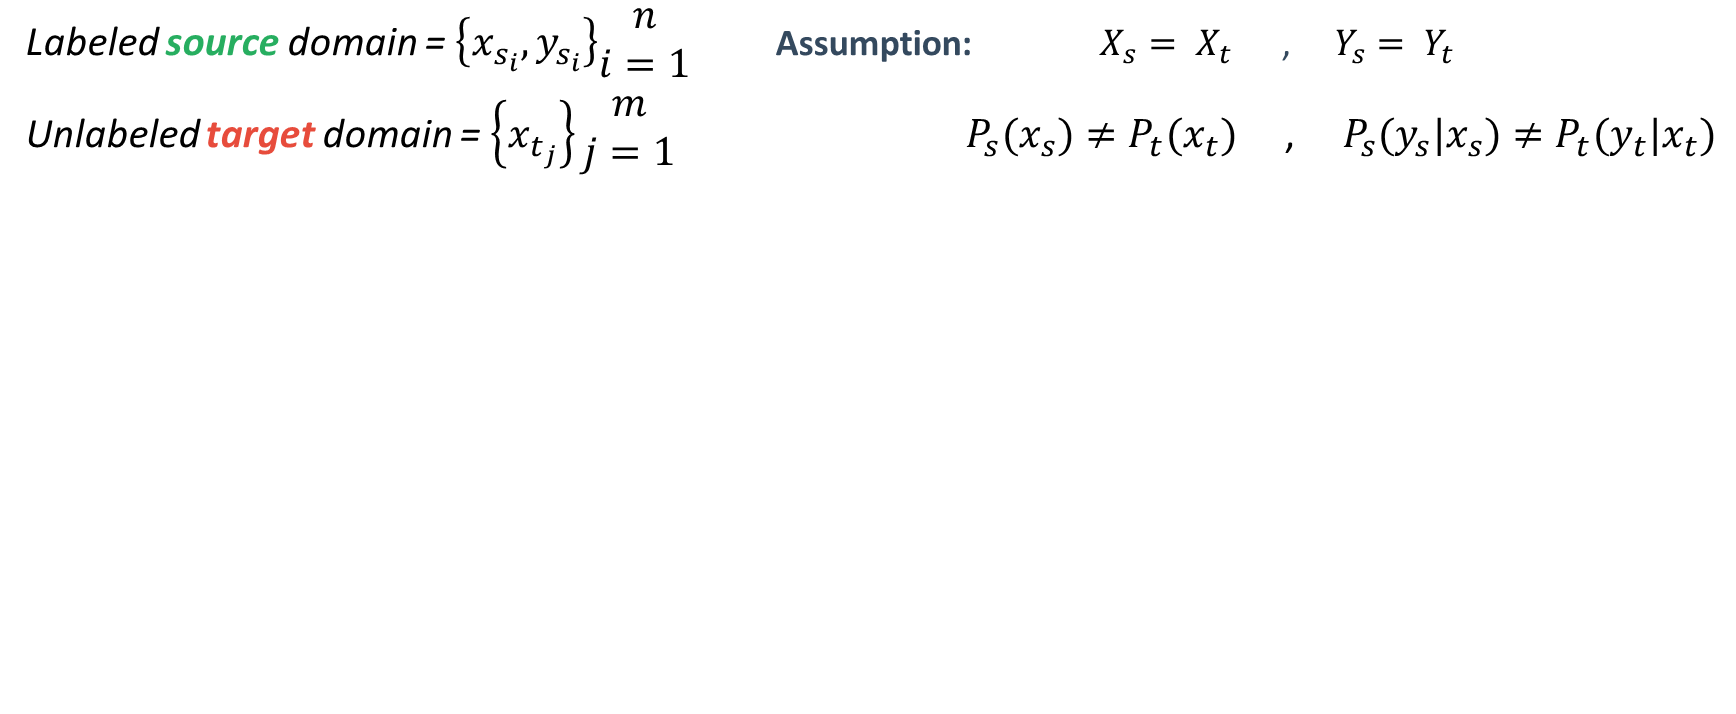 Labeled source domain = {x_{s_i}, y_{s_i}}_{i=1}^{n} Assumption: X_s = X_t , Y_s = Y_t
Unlabeled target domain = {x_{t_j}}_{j=1}^{m} P_s(x_s) ≠ P_t(x_t) , P_s(y_s|x_s) ≠ P_t(y_t|x_t)